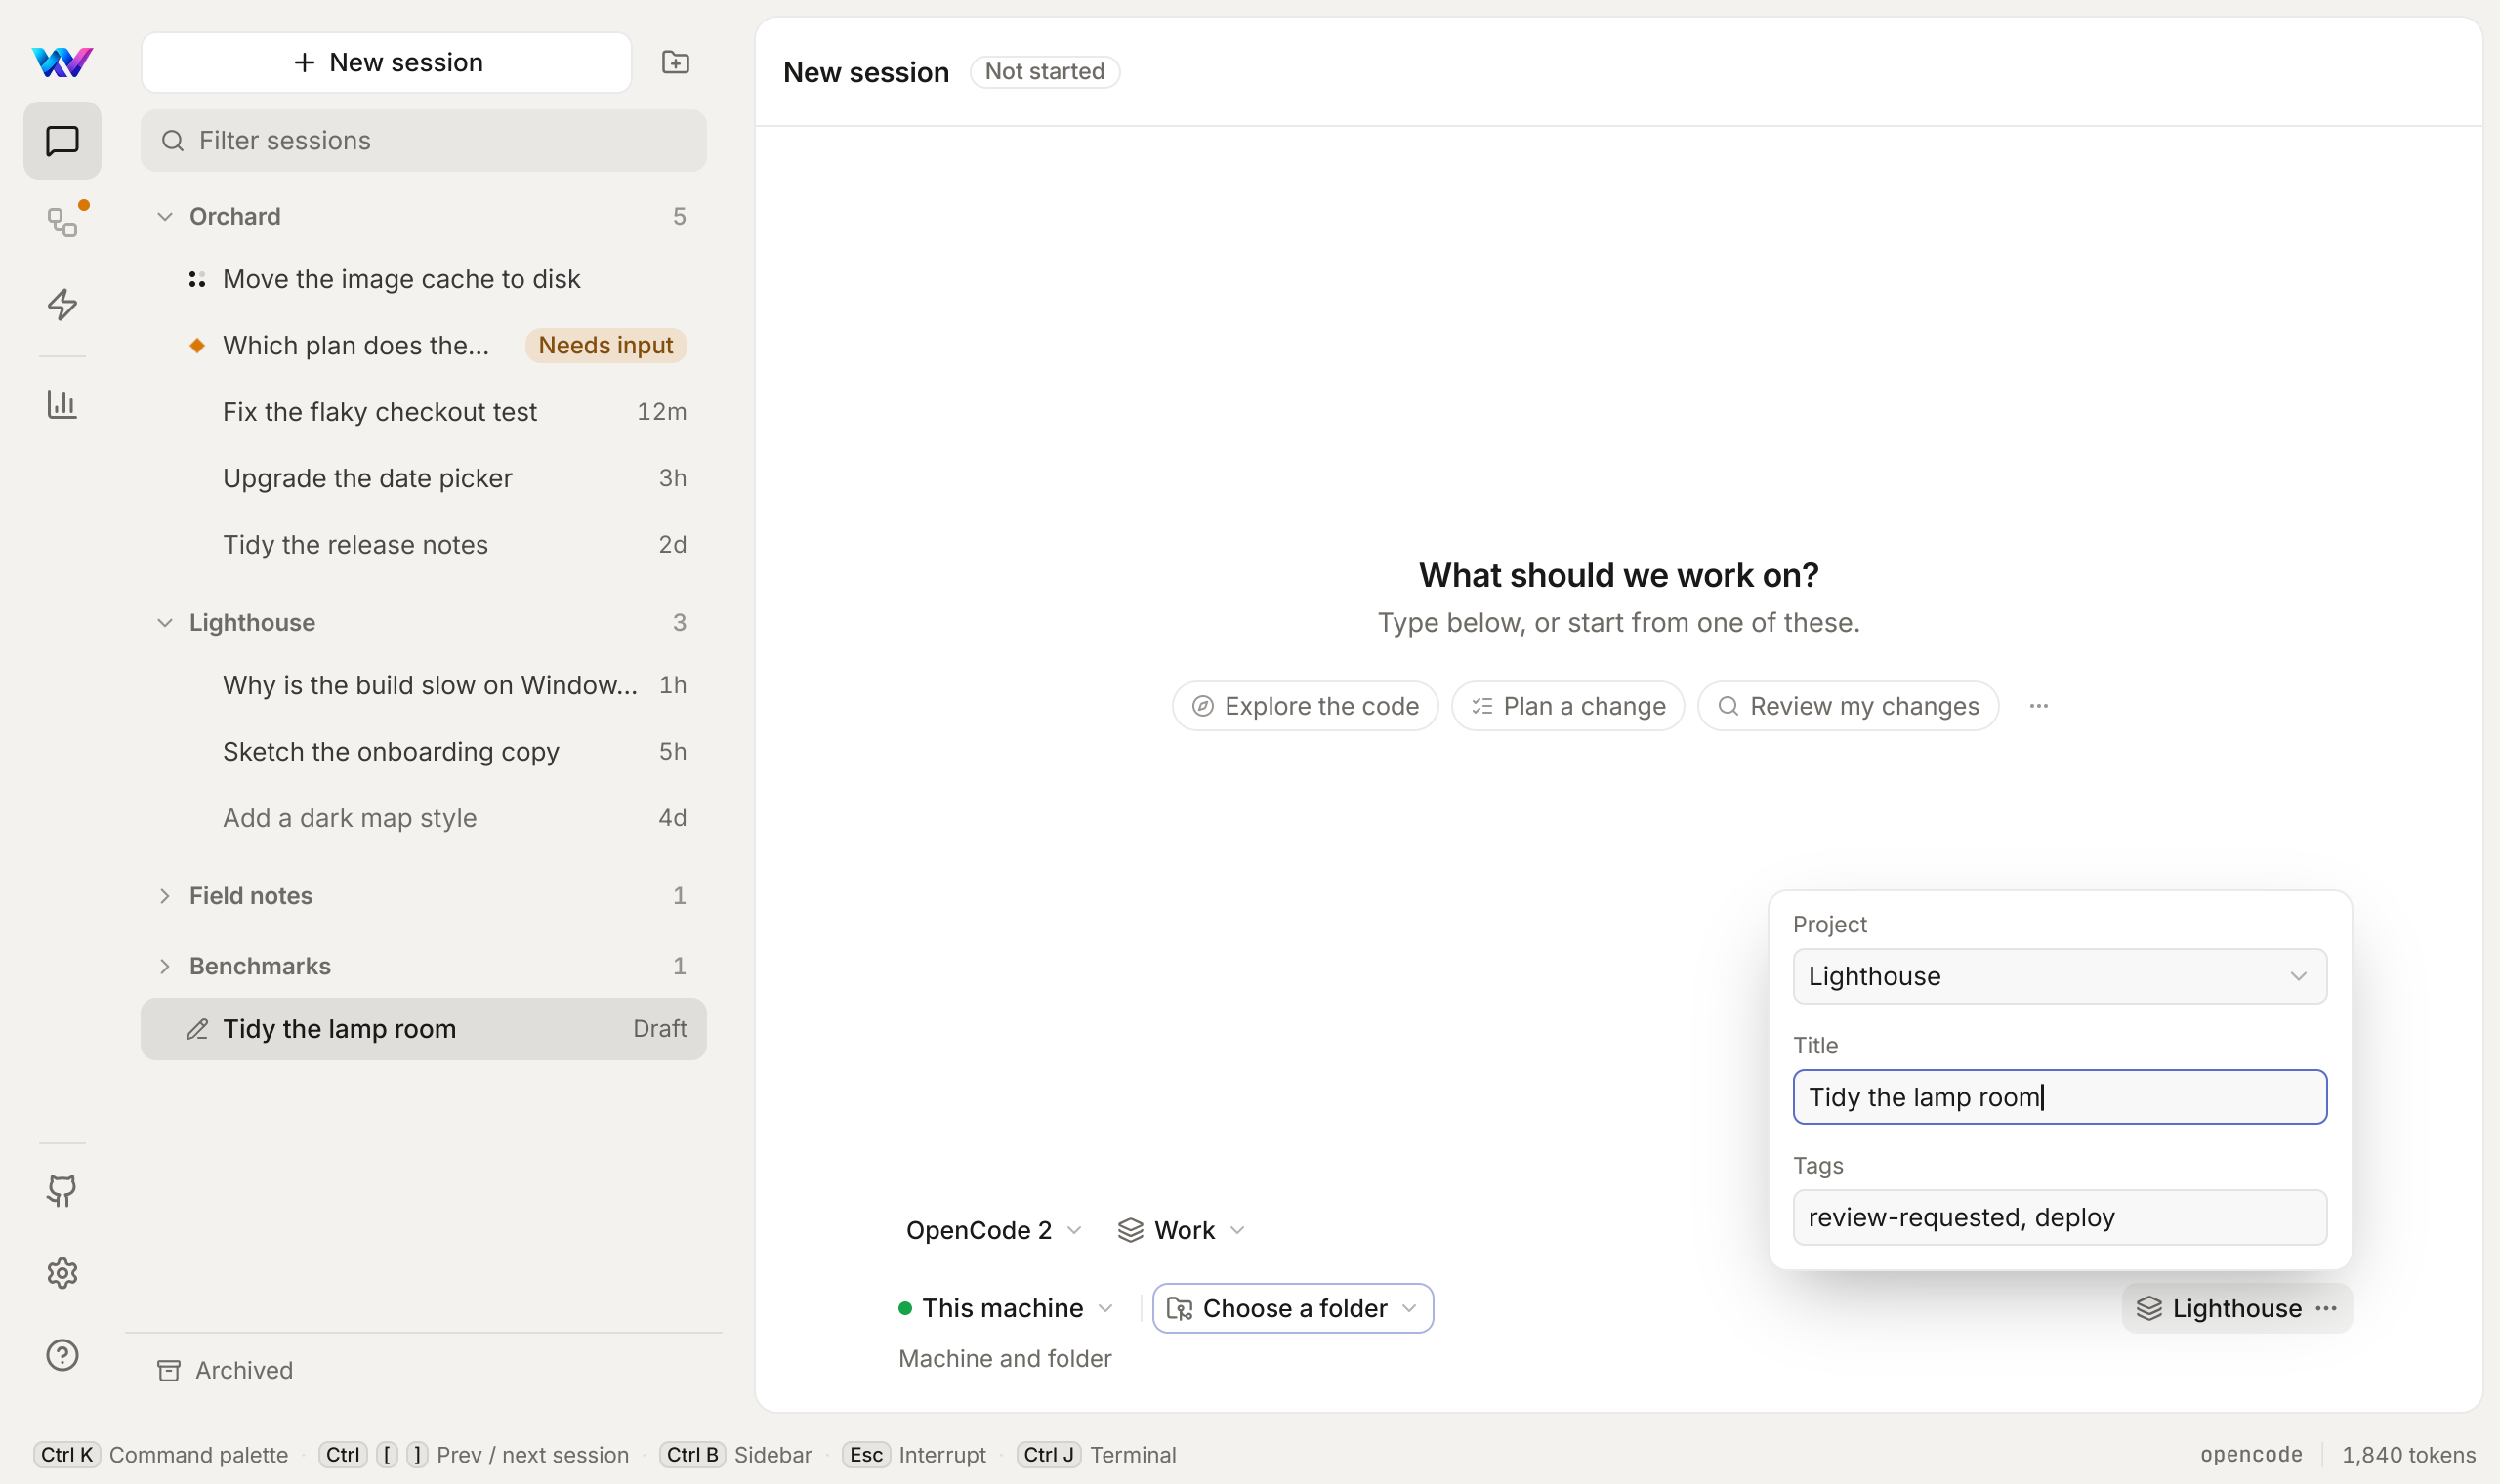 New session
Filter sessions
Orchard 5
Move the image cache to disk
Which plan does the... Needs input
Fix the flaky checkout test 12m
Upgrade the date picker 3h
Tidy the release notes 2d
Lighthouse 3
Why is the build slow on Window... 1h
Sketch the onboarding copy 5h
Add a dark map style 4d
Field notes 1
Benchmarks 1
Tidy the lamp room Draft
Archived
New session Not started
What should we work on?
Type below, or start from one of these.
Explore the code Plan a change Review my changes ...
Project
Lighthouse
Title
Tidy the lamp room
Tags
review-requested, deploy
OpenCode 2 Work
This machine Choose a folder Lighthouse ...
Machine and folder
Ctrl K Command palette · Ctrl [ ] Prev / next session · Ctrl B Sidebar · Esc Interrupt · Ctrl J Terminal opencode 1,840 tokens